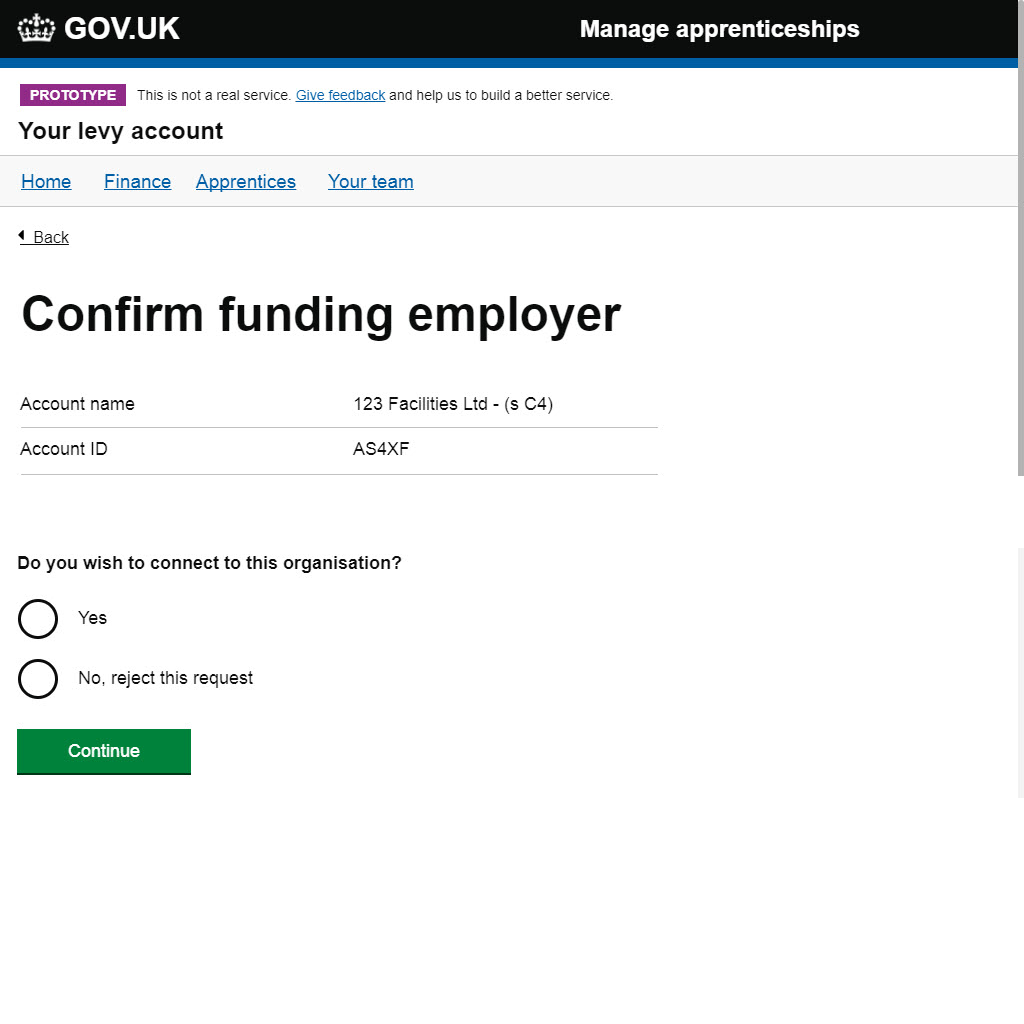 GOV.UK Manage apprenticeships
PROTOTYPE This is not a real service. Give feedback and help us to build a better service.
Your levy account
Home Finance Apprentices Your team
Back
Confirm funding employer
Account name 123 Facilities Ltd - (s C4)
Account ID AS4XF
Do you wish to connect to this organisation?
Yes
No, reject this request
Continue